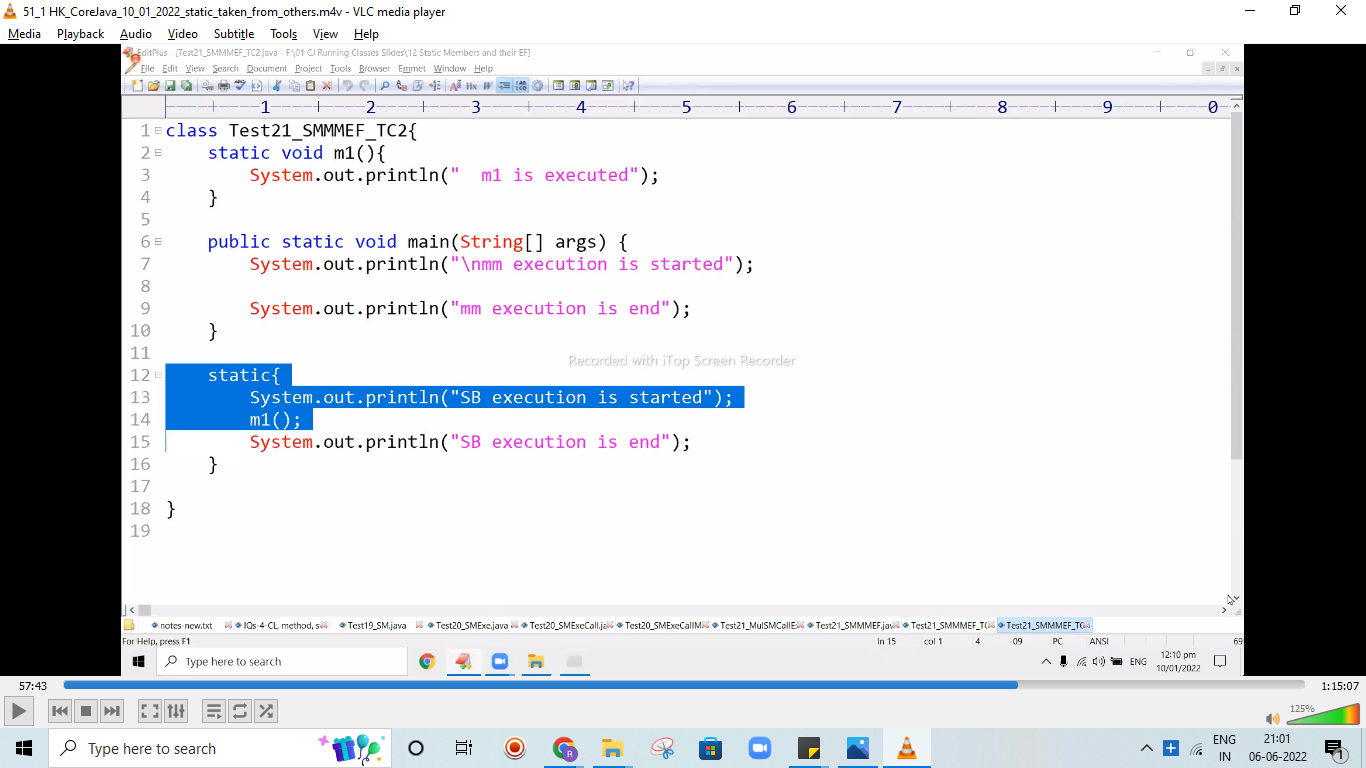 51_1 HK_CoreJava_10_01_2022_static_taken_from_others.m4v - VLC media player
Media Playback Audio Video Subtitle Tools View Help
EditPlus - [Test21_SMMMEF_TC2.java - F:\01 CJ Running Classes Slides\12 Static Members and their EF]
File Edit View Search Document Project Tools Browser Emmet Window Help
1 2 3 4 5 6 7 8 9 0
1 class Test21_SMMMEF_TC2{
2 static void m1(){
3 System.out.println("  m1 is executed");
4 }
5
6 public static void main(String[] args) {
7 System.out.println("\nmm execution is started");
8
9 System.out.println("mm execution is end");
10 }
11
Recorded with iTop Screen Recorder
12 static{
13 System.out.println("SB execution is started");
14 m1();
15 System.out.println("SB execution is end");
16 }
17
18 }
19
notes-new.txt IQs-4-CL, method, s Test19_SM.java Test20_SMExe.java Test20_SMExeCall.ja Test20_SMExeCallM Test21_MulSMCallE Test21_SMMMEF.jav Test21_SMMMEF_T Test21_SMMMEF_T
For Help, press F1 ln 15 col 1 4 09 PC ANSI 69
Type here to search ENG 12:10 pm
10/01/2022
57:43 1:15:07
125%
Type here to search ENG 21:01
IN 06-06-2022 1